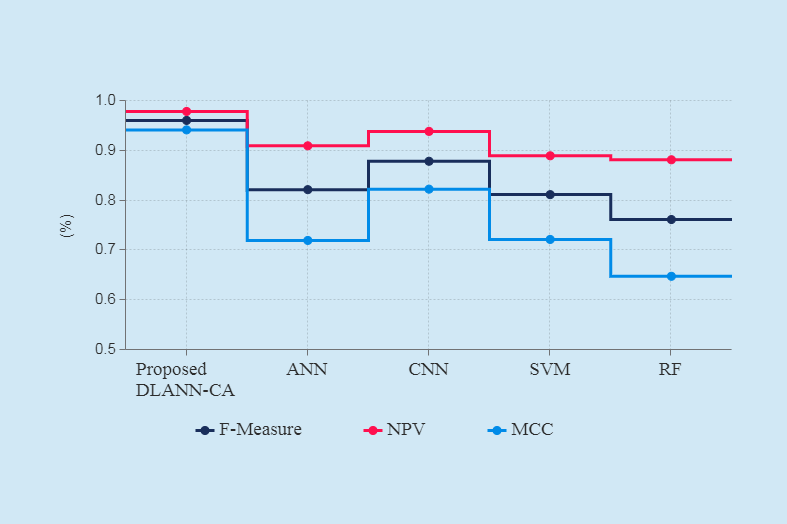 1.0
0.9
0.8
0.7
0.6
0.5
(%)
Proposed
DLANN-CA
ANN
CNN
SVM
RF
F-Measure
NPV
MCC